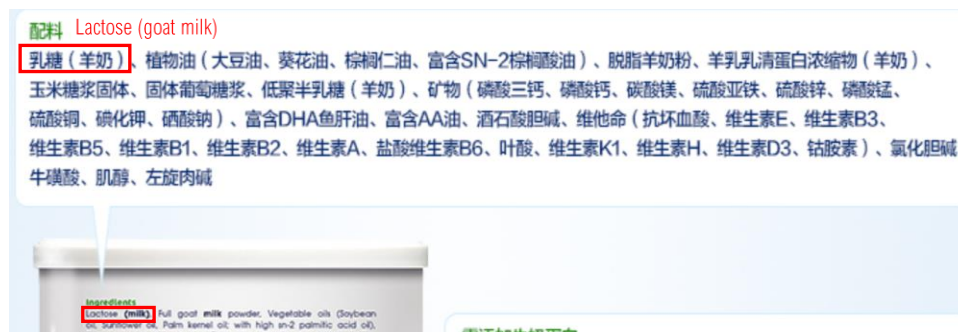 配料 Lactose (goat milk)
乳糖（羊奶）、植物油（大豆油、葵花油、棕榈仁油、富含SN-2棕榈酸油）、脱脂羊奶粉、羊乳乳清蛋白浓缩物（羊奶）、
玉米糖浆固体、固体葡萄糖浆、低聚半乳糖（羊奶）、矿物（磷酸三钙、磷酸钙、碳酸镁、硫酸亚铁、硫酸锌、磷酸锰、
硫酸铜、碘化钾、硒酸钠）、富含DHA鱼肝油、富含AA油、酒石酸胆碱、维他命（抗坏血酸、维生素E、维生素B3、
维生素B5、维生素B1、维生素B2、维生素A、盐酸维生素B6、叶酸、维生素K1、维生素H、维生素D3、钴胺素）、氯化胆碱
牛磺酸、肌醇、左旋肉碱
Ingredients
Lactose (milk), Full goat milk powder, Vegetable oils (Soybean
oil, Sunflower oil, Palm kernel oil; with high sn-2 palmitic acid oil),